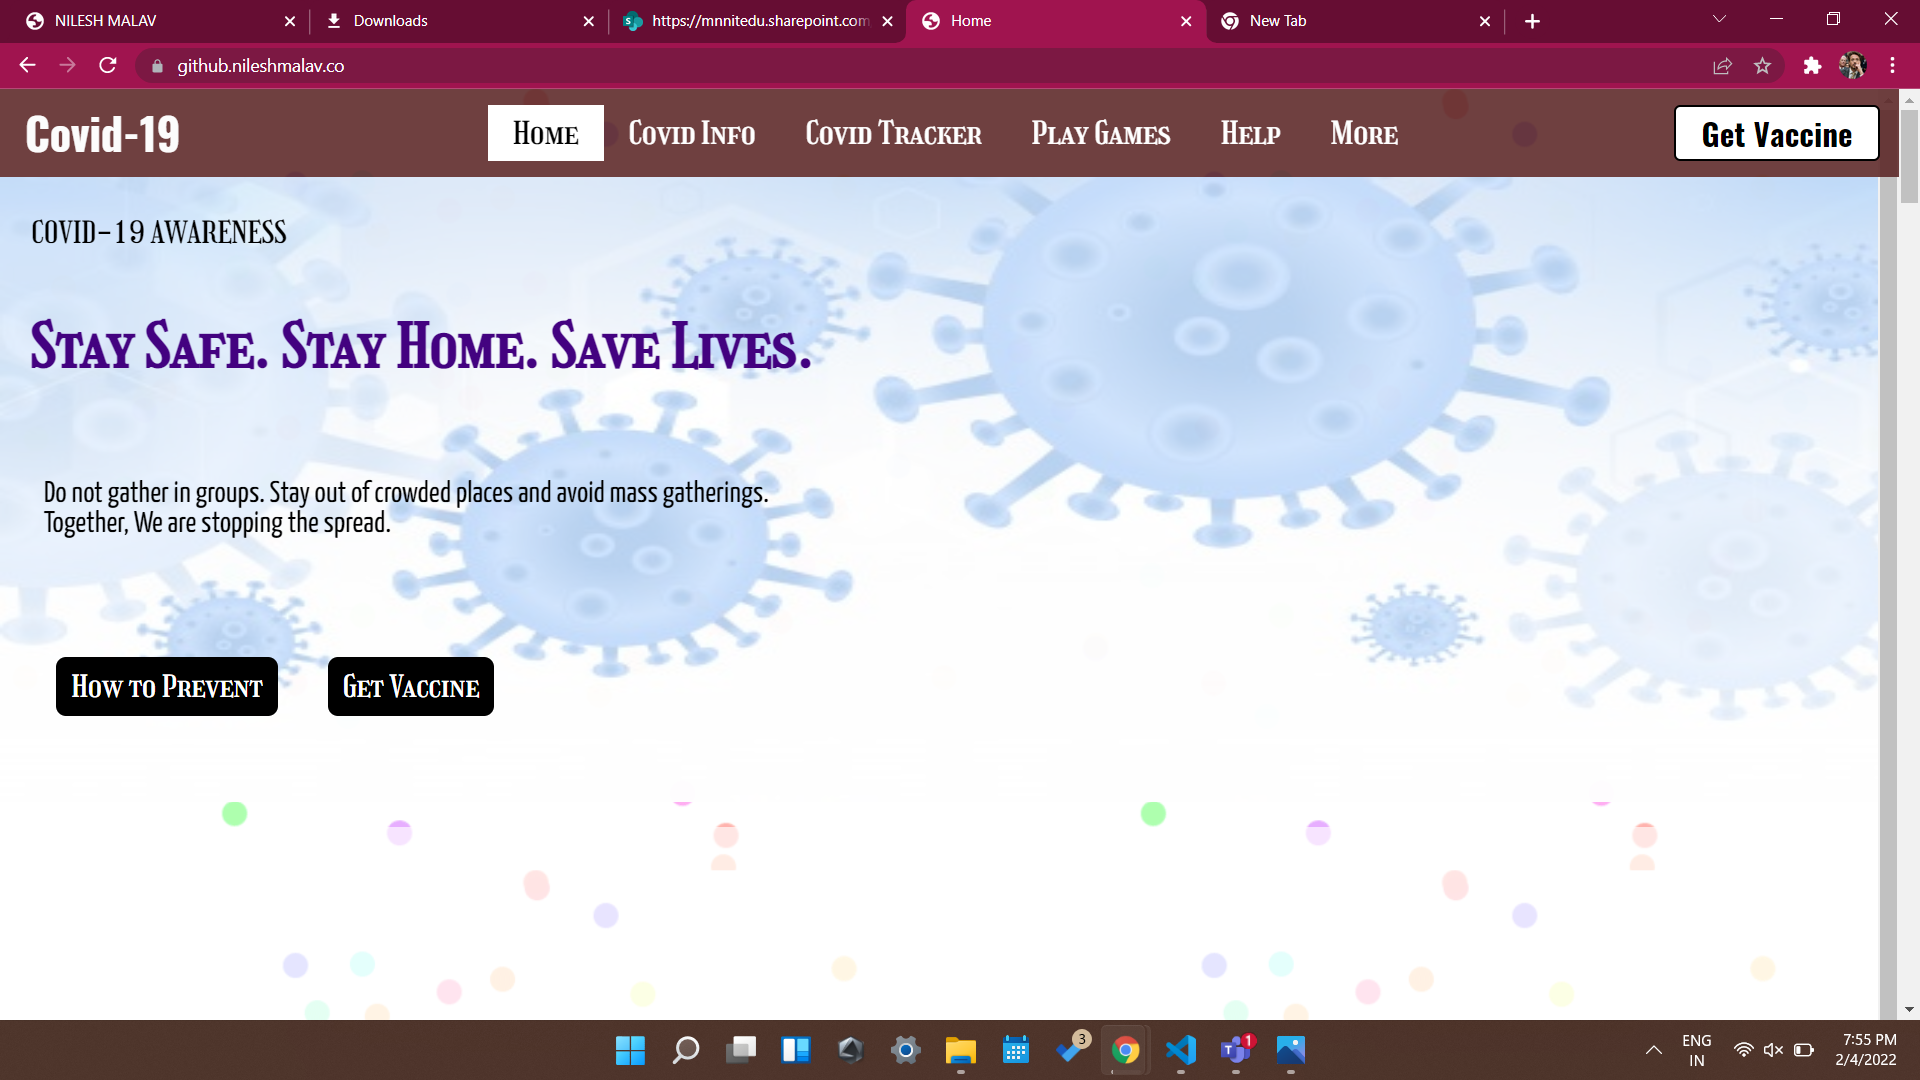 NILESH MALAV
Downloads
https://mnnitedu.sharepoint.com
Home
New Tab
github.nileshmalav.co
Covid-19
Home
Covid Info
Covid Tracker
Play Games
Help
More
Get Vaccine
COVID-19 AWARENESS
Stay Safe. Stay Home. Save Lives.
Do not gather in groups. Stay out of crowded places and avoid mass gatherings.
Together, We are stopping the spread.
How to Prevent
Get Vaccine
3
1
ENG
IN
7:55 PM
2/4/2022